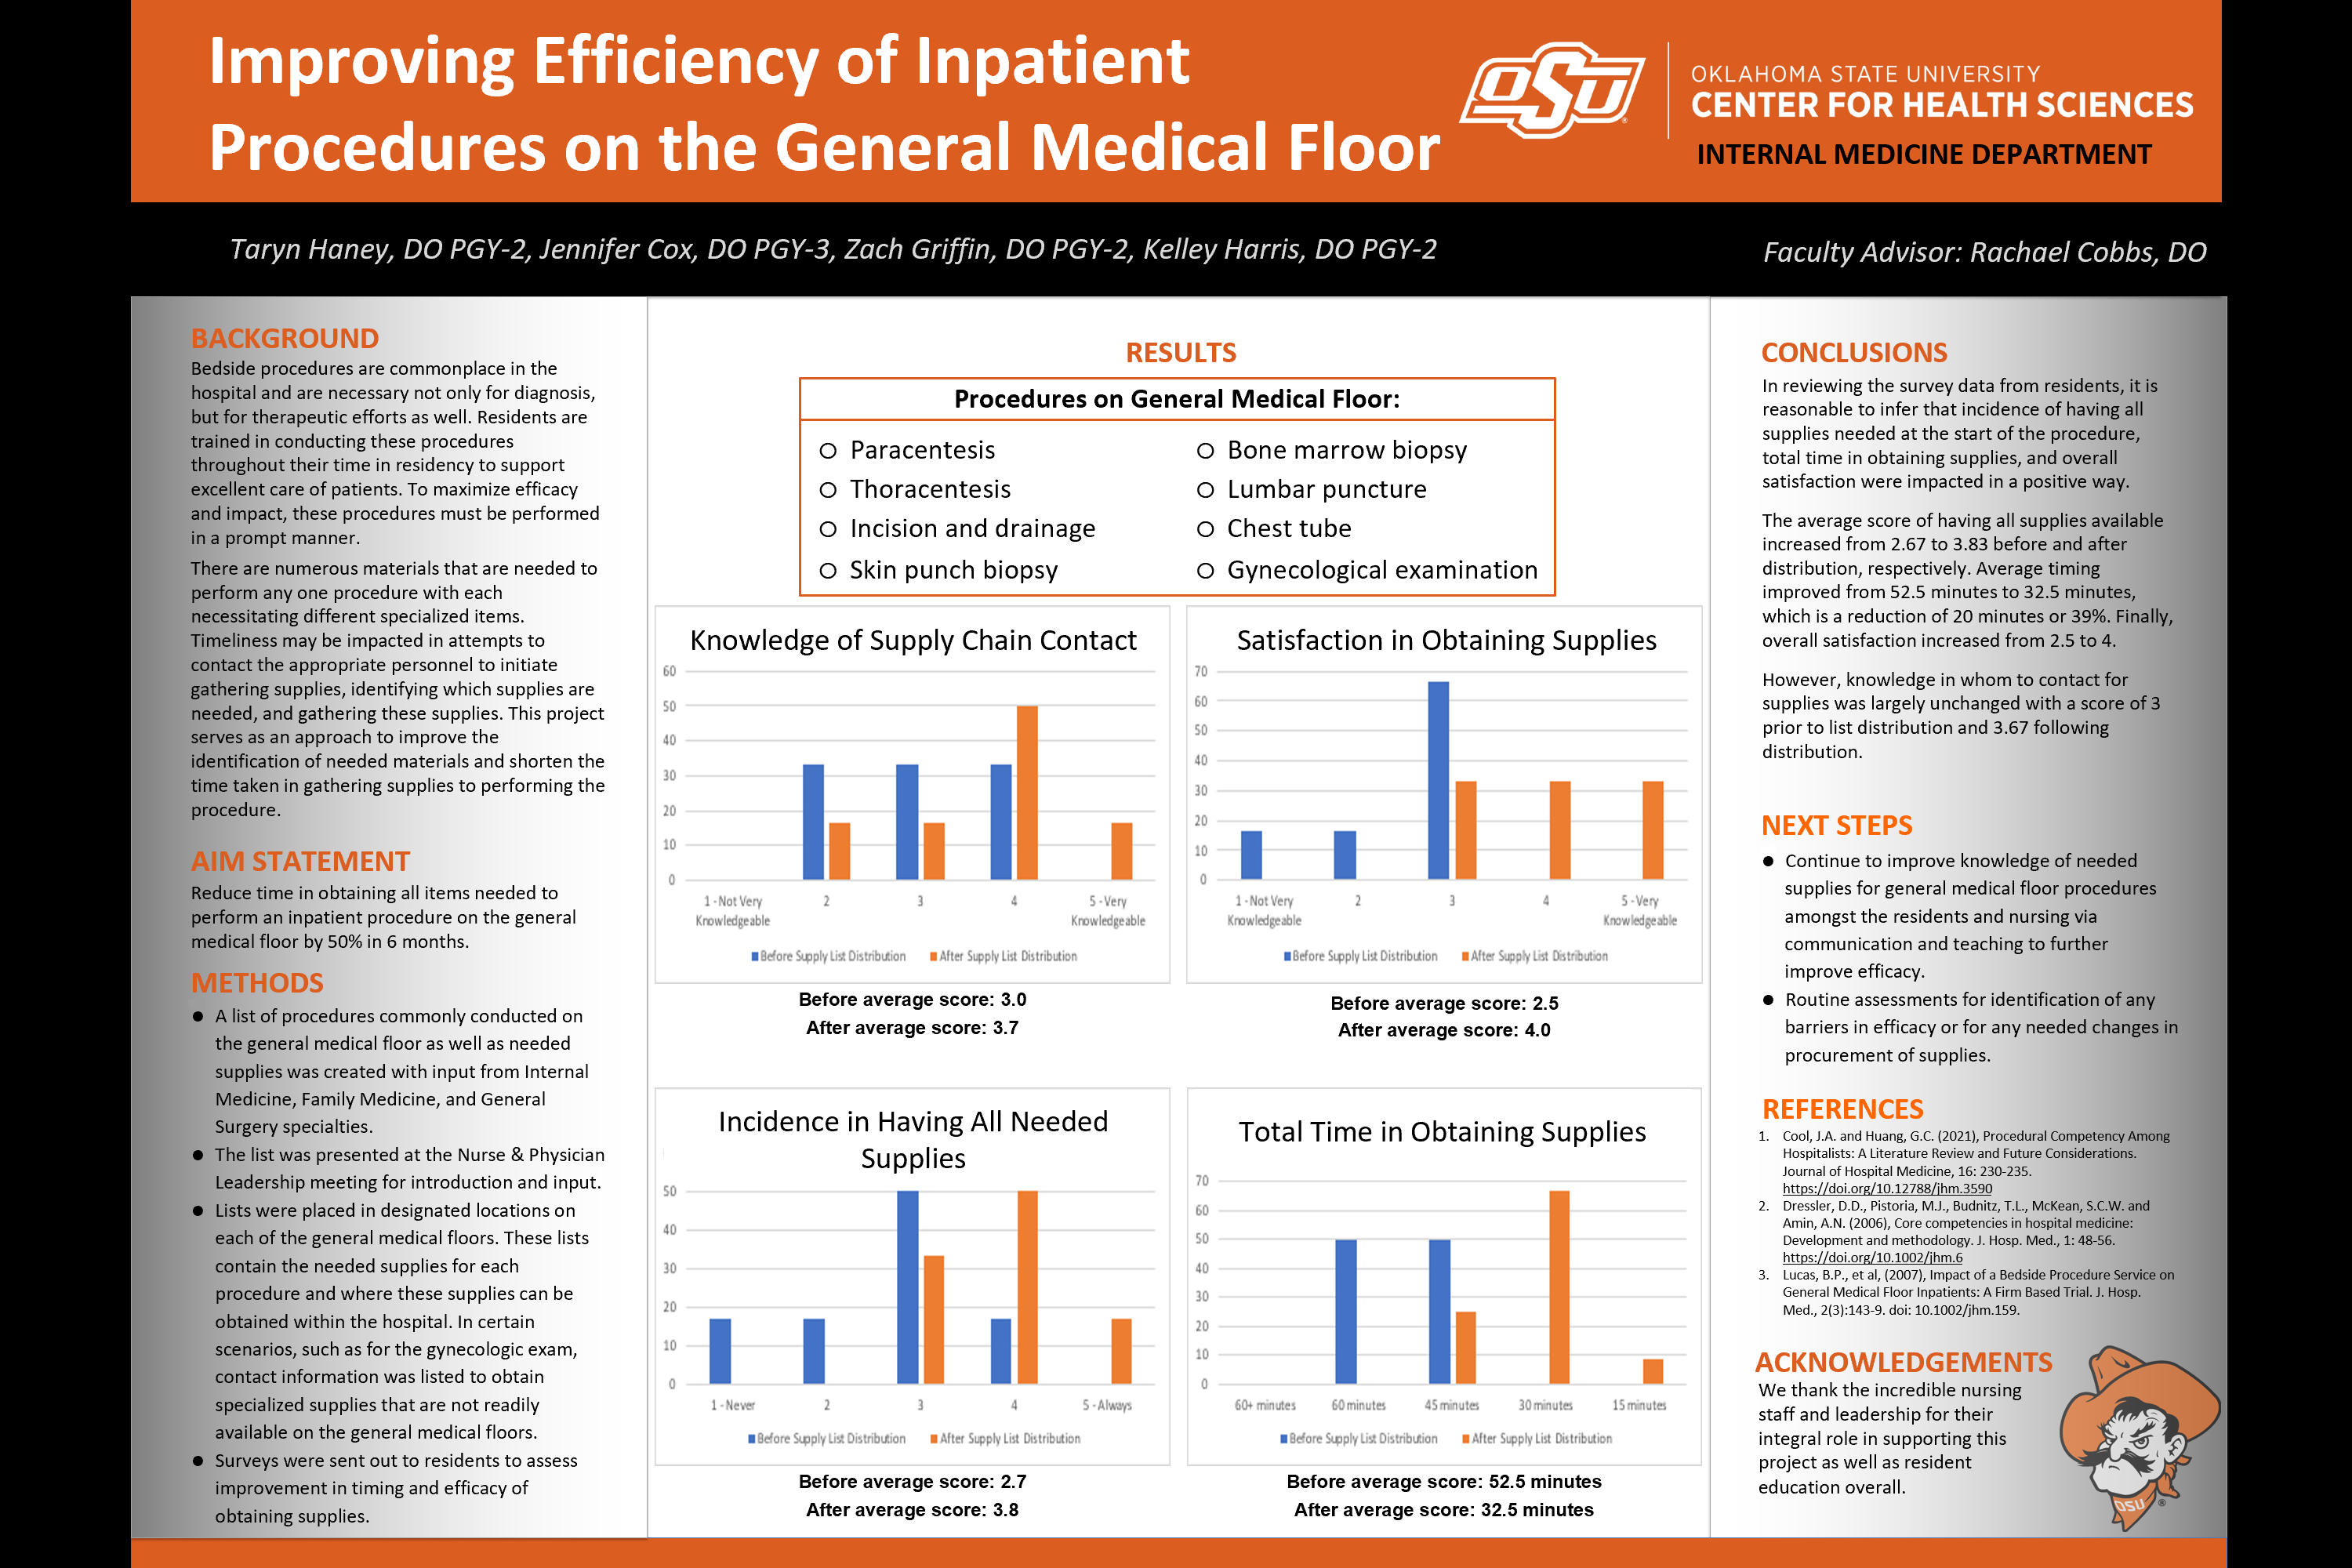 Improving Efficiency of Inpatient
Procedures on the General Medical Floor
OSU
OKLAHOMA STATE UNIVERSITY
CENTER FOR HEALTH SCIENCES
INTERNAL MEDICINE DEPARTMENT
Taryn Haney, DO PGY-2, Jennifer Cox, DO PGY-3, Zach Griffin, DO PGY-2, Kelley Harris, DO PGY-2
Faculty Advisor: Rachael Cobbs, DO
BACKGROUND
Bedside procedures are commonplace in the
hospital and are necessary not only for diagnosis,
but for therapeutic efforts as well. Residents are
trained in conducting these procedures
throughout their time in residency to support
excellent care of patients. To maximize efficacy
and impact, these procedures must be performed
in a prompt manner.
There are numerous materials that are needed to
perform any one procedure with each
necessitating different specialized items.
Timeliness may be impacted in attempts to
contact the appropriate personnel to initiate
gathering supplies, identifying which supplies are
needed, and gathering these supplies. This project
serves as an approach to improve the
identification of needed materials and shorten the
time taken in gathering supplies to performing the
procedure.
AIM STATEMENT
Reduce time in obtaining all items needed to
perform an inpatient procedure on the general
medical floor by 50% in 6 months.
METHODS
● A list of procedures commonly conducted on
the general medical floor as well as needed
supplies was created with input from Internal
Medicine, Family Medicine, and General
Surgery specialties.
● The list was presented at the Nurse & Physician
Leadership meeting for introduction and input.
● Lists were placed in designated locations on
each of the general medical floors. These lists
contain the needed supplies for each
procedure and where these supplies can be
obtained within the hospital. In certain
scenarios, such as for the gynecologic exam,
contact information was listed to obtain
specialized supplies that are not readily
available on the general medical floors.
● Surveys were sent out to residents to assess
improvement in timing and efficacy of
obtaining supplies.
RESULTS
Procedures on General Medical Floor:
○ Paracentesis
○ Thoracentesis
○ Incision and drainage
○ Skin punch biopsy
○ Bone marrow biopsy
○ Lumbar puncture
○ Chest tube
○ Gynecological examination
Knowledge of Supply Chain Contact
60
50
40
30
20
10
0
1 - Not Very Knowledgeable 2 3 4 5 - Very Knowledgeable
Before Supply List Distribution After Supply List Distribution
Before average score: 3.0
After average score: 3.7
Satisfaction in Obtaining Supplies
70
60
50
40
30
20
10
0
1 - Not Very Knowledgeable 2 3 4 5 - Very Knowledgeable
Before Supply List Distribution After Supply List Distribution
Before average score: 2.5
After average score: 4.0
Incidence in Having All Needed
Supplies
50
40
30
20
10
0
1 - Never 2 3 4 5 - Always
Before Supply List Distribution After Supply List Distribution
Before average score: 2.7
After average score: 3.8
Total Time in Obtaining Supplies
70
60
50
40
30
20
10
0
60+ minutes 60 minutes 45 minutes 30 minutes 15 minutes
Before Supply List Distribution After Supply List Distribution
Before average score: 52.5 minutes
After average score: 32.5 minutes
CONCLUSIONS
In reviewing the survey data from residents, it is
reasonable to infer that incidence of having all
supplies needed at the start of the procedure,
total time in obtaining supplies, and overall
satisfaction were impacted in a positive way.
The average score of having all supplies available
increased from 2.67 to 3.83 before and after
distribution, respectively. Average timing
improved from 52.5 minutes to 32.5 minutes,
which is a reduction of 20 minutes or 39%. Finally,
overall satisfaction increased from 2.5 to 4.
However, knowledge in whom to contact for
supplies was largely unchanged with a score of 3
prior to list distribution and 3.67 following
distribution.
NEXT STEPS
● Continue to improve knowledge of needed
supplies for general medical floor procedures
amongst the residents and nursing via
communication and teaching to further
improve efficacy.
● Routine assessments for identification of any
barriers in efficacy or for any needed changes in
procurement of supplies.
REFERENCES
1. Cool, J.A. and Huang, G.C. (2021), Procedural Competency Among
Hospitalists: A Literature Review and Future Considerations.
Journal of Hospital Medicine, 16: 230-235.
https://doi.org/10.12788/jhm.3590
2. Dressler, D.D., Pistoria, M.J., Budnitz, T.L., McKean, S.C.W. and
Amin, A.N. (2006), Core competencies in hospital medicine:
Development and methodology. J. Hosp. Med., 1: 48-56.
https://doi.org/10.1002/jhm.6
3. Lucas, B.P., et al, (2007), Impact of a Bedside Procedure Service on
General Medical Floor Inpatients: A Firm Based Trial. J. Hosp.
Med., 2(3):143-9. doi: 10.1002/jhm.159.
ACKNOWLEDGEMENTS
We thank the incredible nursing
staff and leadership for their
integral role in supporting this
project as well as resident
education overall.
OSU
®